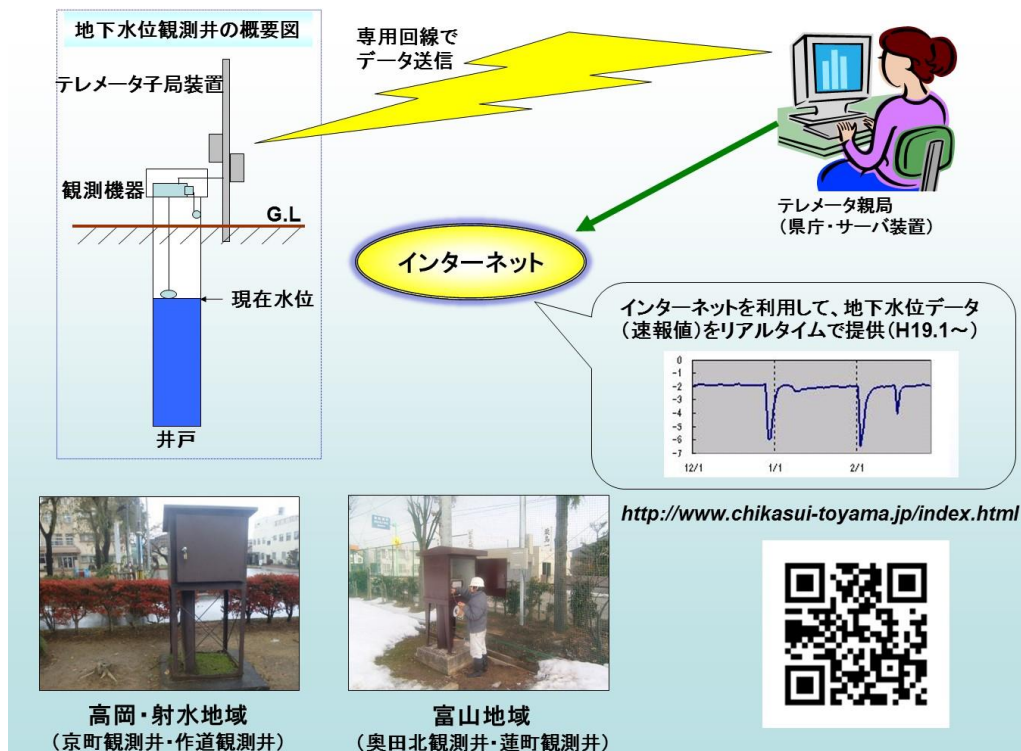 地下水位観測井の概要図
テレメータ子局装置
観測機器
G.L
現在水位
井戸
専用回線で
データ送信
テレメータ親局
（県庁・サーバ装置）
インターネット
インターネットを利用して、地下水位データ
（速報値）をリアルタイムで提供（H19.1～）
0
-1
-2
-3
-4
-5
-6
-7
12/1 1/1 2/1
http://www.chikasui-toyama.jp/index.html
高岡・射水地域
（京町観測井・作道観測井）
富山地域
（奥田北観測井・蓮町観測井）